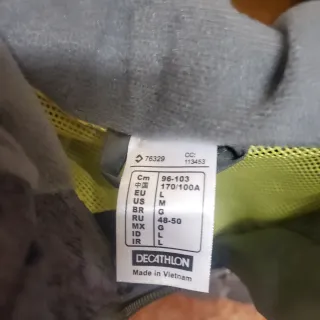 76329
CC:
113453
Cm 96-103
中国 170/100A
EU L
US M
BR G
RU 48-50
MX G
ID L
IR L
DECATHLON
Made in Vietnam